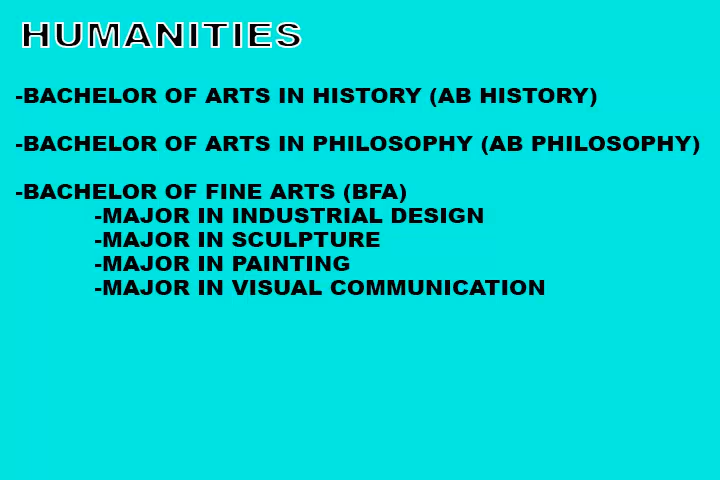 HUMANITIES
-BACHELOR OF ARTS IN HISTORY (AB HISTORY)
-BACHELOR OF ARTS IN PHILOSOPHY (AB PHILOSOPHY)
-BACHELOR OF FINE ARTS (BFA)
-MAJOR IN INDUSTRIAL DESIGN
-MAJOR IN SCULPTURE
-MAJOR IN PAINTING
-MAJOR IN VISUAL COMMUNICATION